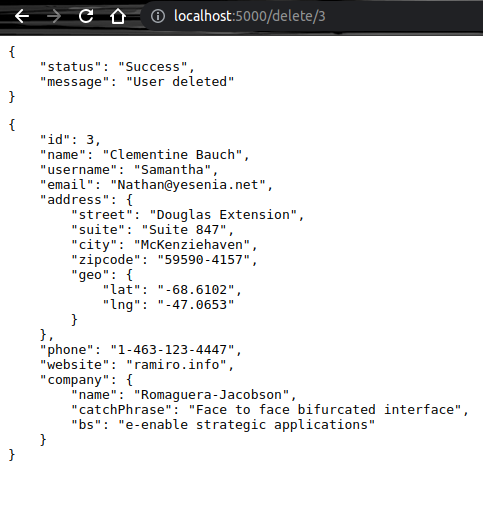 localhost:5000/delete/3
{
    "status": "Success",
    "message": "User deleted"
}
{
    "id": 3,
    "name": "Clementine Bauch",
    "username": "Samantha",
    "email": "Nathan@yesenia.net",
    "address": {
        "street": "Douglas Extension",
        "suite": "Suite 847",
        "city": "McKenziehaven",
        "zipcode": "59590-4157",
        "geo": {
            "lat": "-68.6102",
            "lng": "-47.0653"
        }
    },
    "phone": "1-463-123-4447",
    "website": "ramiro.info",
    "company": {
        "name": "Romaguera-Jacobson",
        "catchPhrase": "Face to face bifurcated interface",
        "bs": "e-enable strategic applications"
    }
}